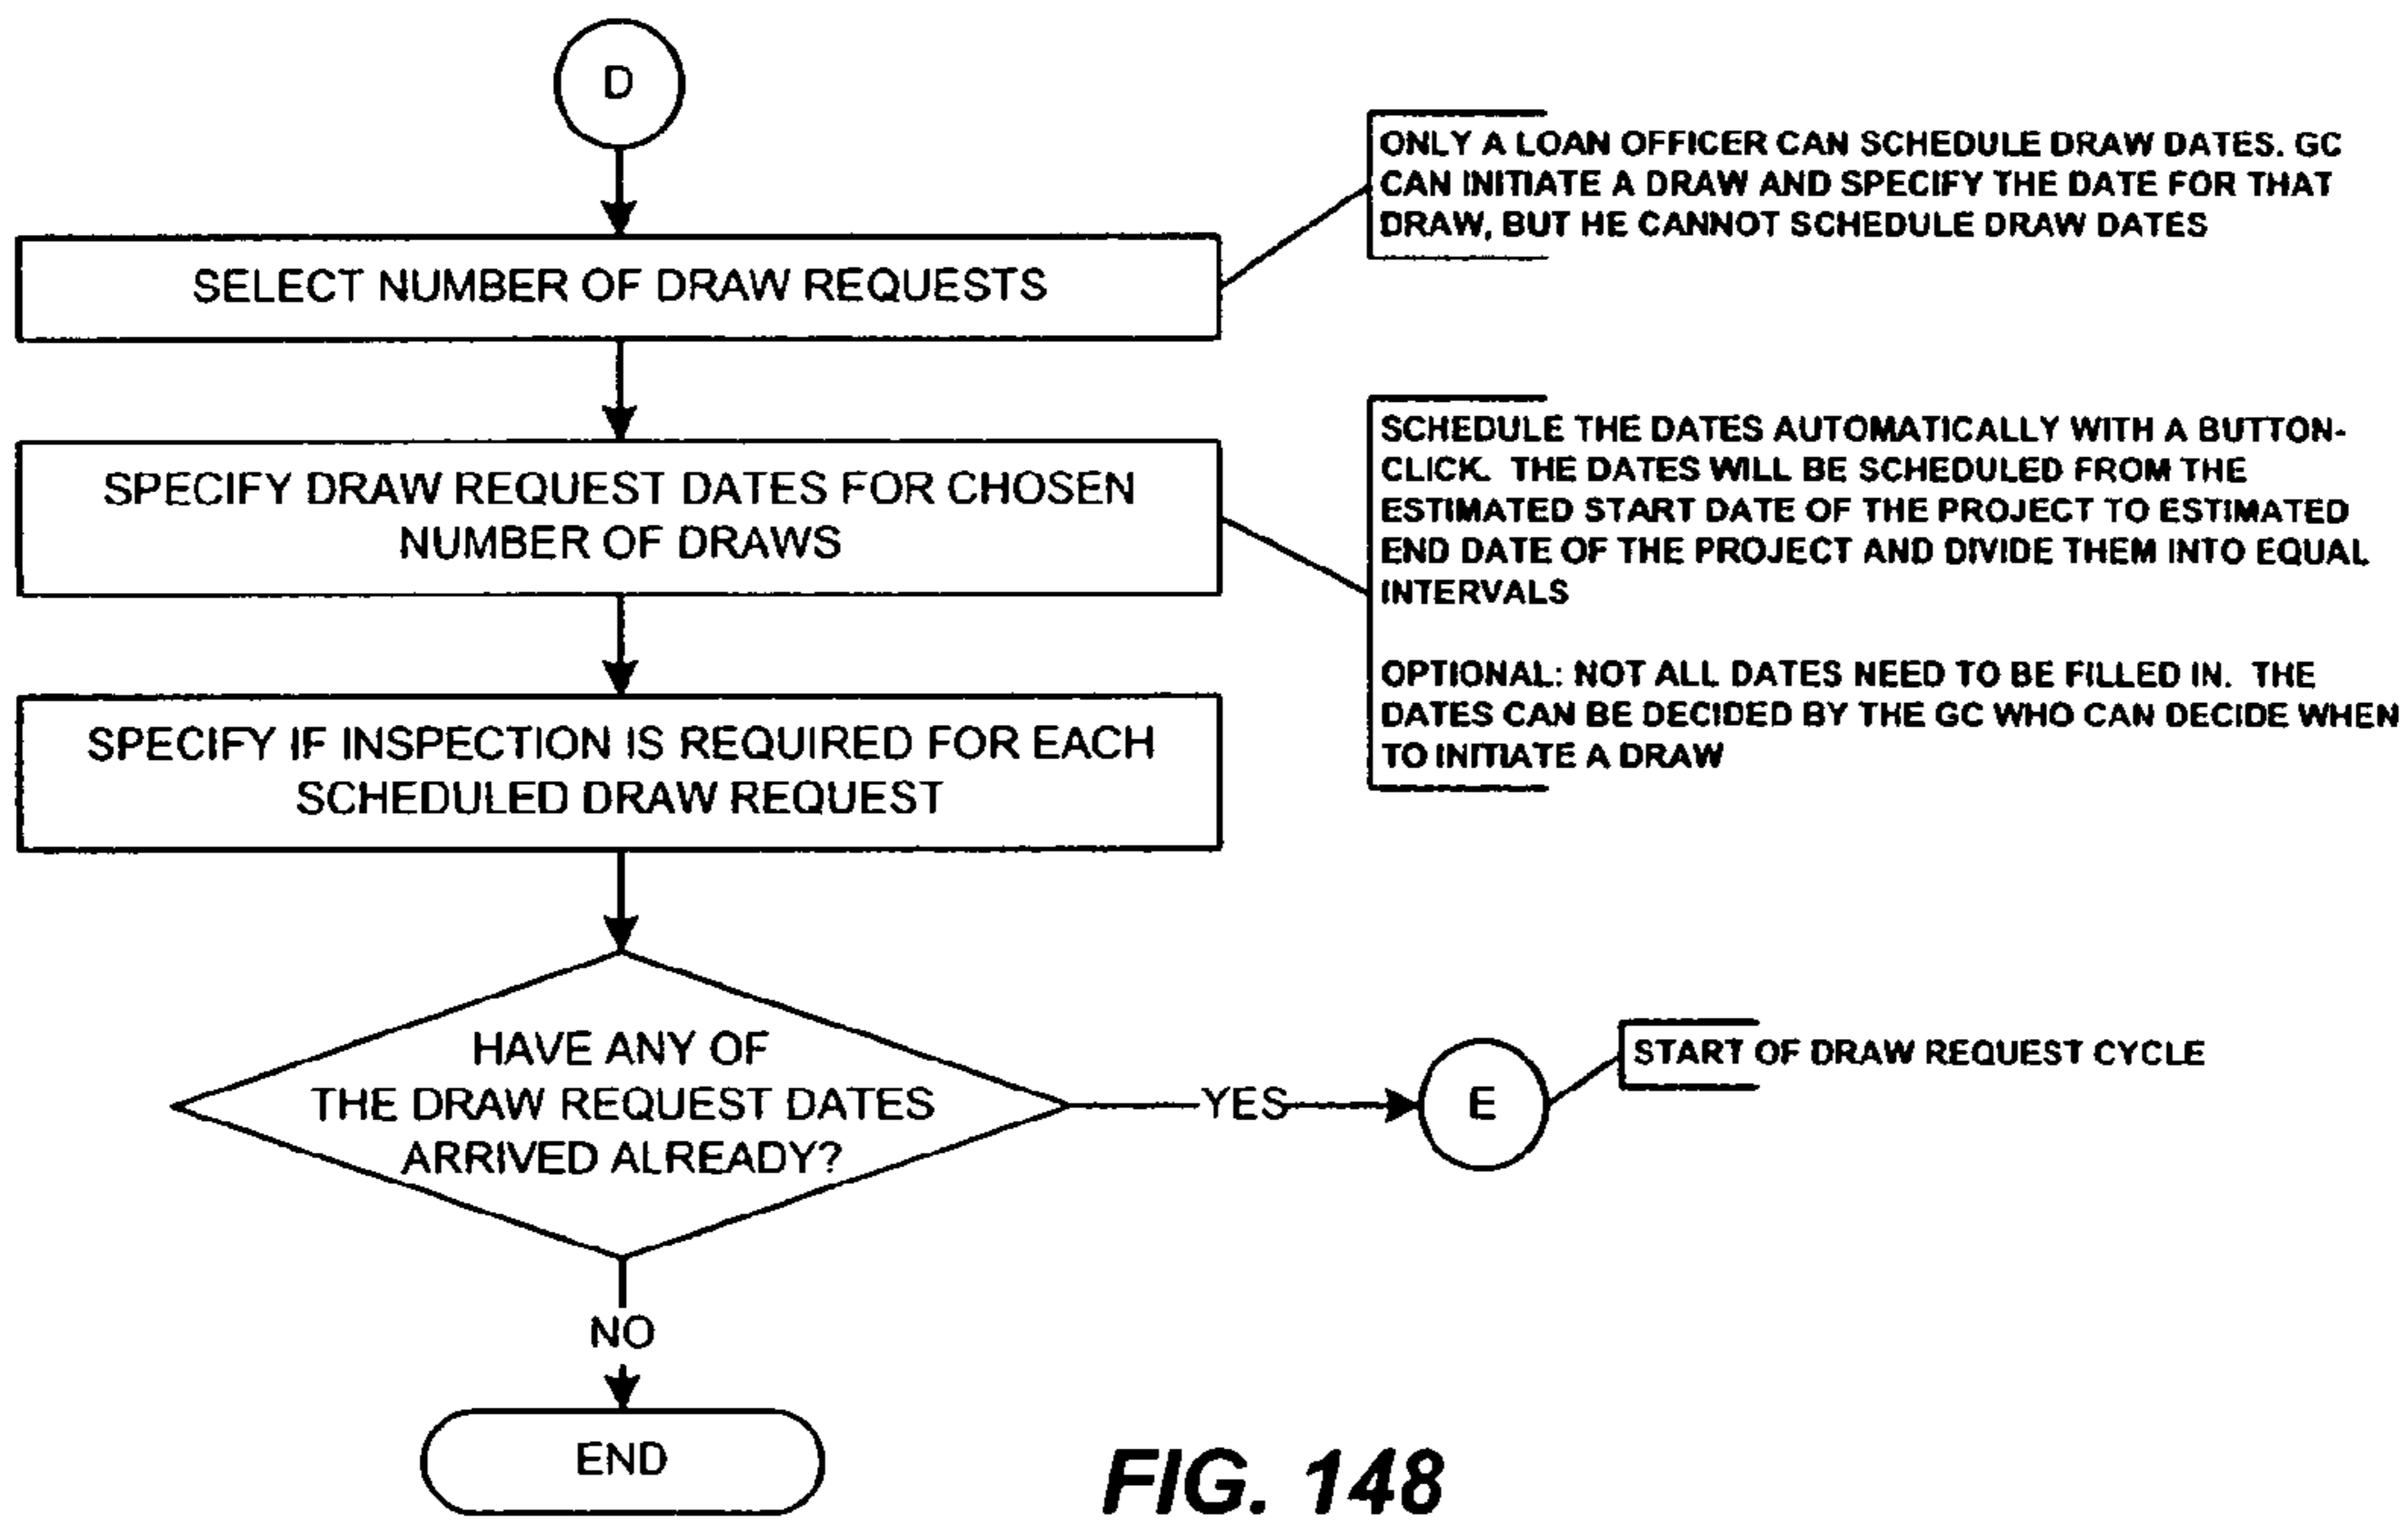 D
ONLY A LOAN OFFICER CAN SCHEDULE DRAW DATES. GC
CAN INITIATE A DRAW AND SPECIFY THE DATE FOR THAT
DRAW, BUT HE CANNOT SCHEDULE DRAW DATES
SELECT NUMBER OF DRAW REQUESTS
SPECIFY DRAW REQUEST DATES FOR CHOSEN
NUMBER OF DRAWS
SCHEDULE THE DATES AUTOMATICALLY WITH A BUTTON-
CLICK. THE DATES WILL BE SCHEDULED FROM THE
ESTIMATED START DATE OF THE PROJECT TO ESTIMATED
END DATE OF THE PROJECT AND DIVIDE THEM INTO EQUAL
INTERVALS
OPTIONAL: NOT ALL DATES NEED TO BE FILLED IN. THE
DATES CAN BE DECIDED BY THE GC WHO CAN DECIDE WHEN
TO INITIATE A DRAW
SPECIFY IF INSPECTION IS REQUIRED FOR EACH
SCHEDULED DRAW REQUEST
HAVE ANY OF
THE DRAW REQUEST DATES
ARRIVED ALREADY?
YES
E
START OF DRAW REQUEST CYCLE
NO
END
FIG. 148